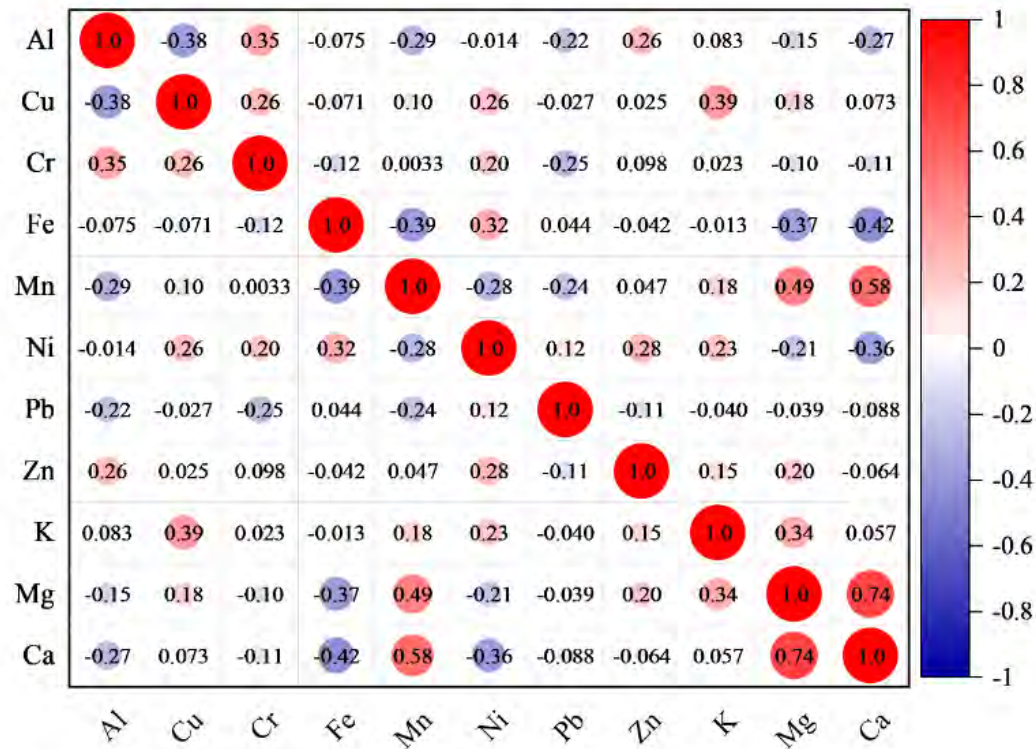 Al 1.0 -0.38 0.35 -0.075 -0.29 -0.014 -0.22 0.26 0.083 -0.15 -0.27
Cu -0.38 1.0 0.26 -0.071 0.10 0.26 -0.027 0.025 0.39 0.18 0.073
Cr 0.35 0.26 1.0 -0.12 0.0033 0.20 -0.25 0.098 0.023 -0.10 -0.11
Fe -0.075 -0.071 -0.12 1.0 -0.39 0.32 0.044 -0.042 -0.013 -0.37 -0.42
Mn -0.29 0.10 0.0033 -0.39 1.0 -0.28 -0.24 0.047 0.18 0.49 0.58
Ni -0.014 0.26 0.20 0.32 -0.28 1.0 0.12 0.28 0.23 -0.21 -0.36
Pb -0.22 -0.027 -0.25 0.044 -0.24 0.12 1.0 -0.11 -0.040 -0.039 -0.088
Zn 0.26 0.025 0.098 -0.042 0.047 0.28 -0.11 1.0 0.15 0.20 -0.064
K 0.083 0.39 0.023 -0.013 0.18 0.23 -0.040 0.15 1.0 0.34 0.057
Mg -0.15 0.18 -0.10 -0.37 0.49 -0.21 -0.039 0.20 0.34 1.0 0.74
Ca -0.27 0.073 -0.11 -0.42 0.58 -0.36 -0.088 -0.064 0.057 0.74 1.0
Al Cu Cr Fe Mn Ni Pb Zn K Mg Ca
1
0.8
0.6
0.4
0.2
0
-0.2
-0.4
-0.6
-0.8
-1